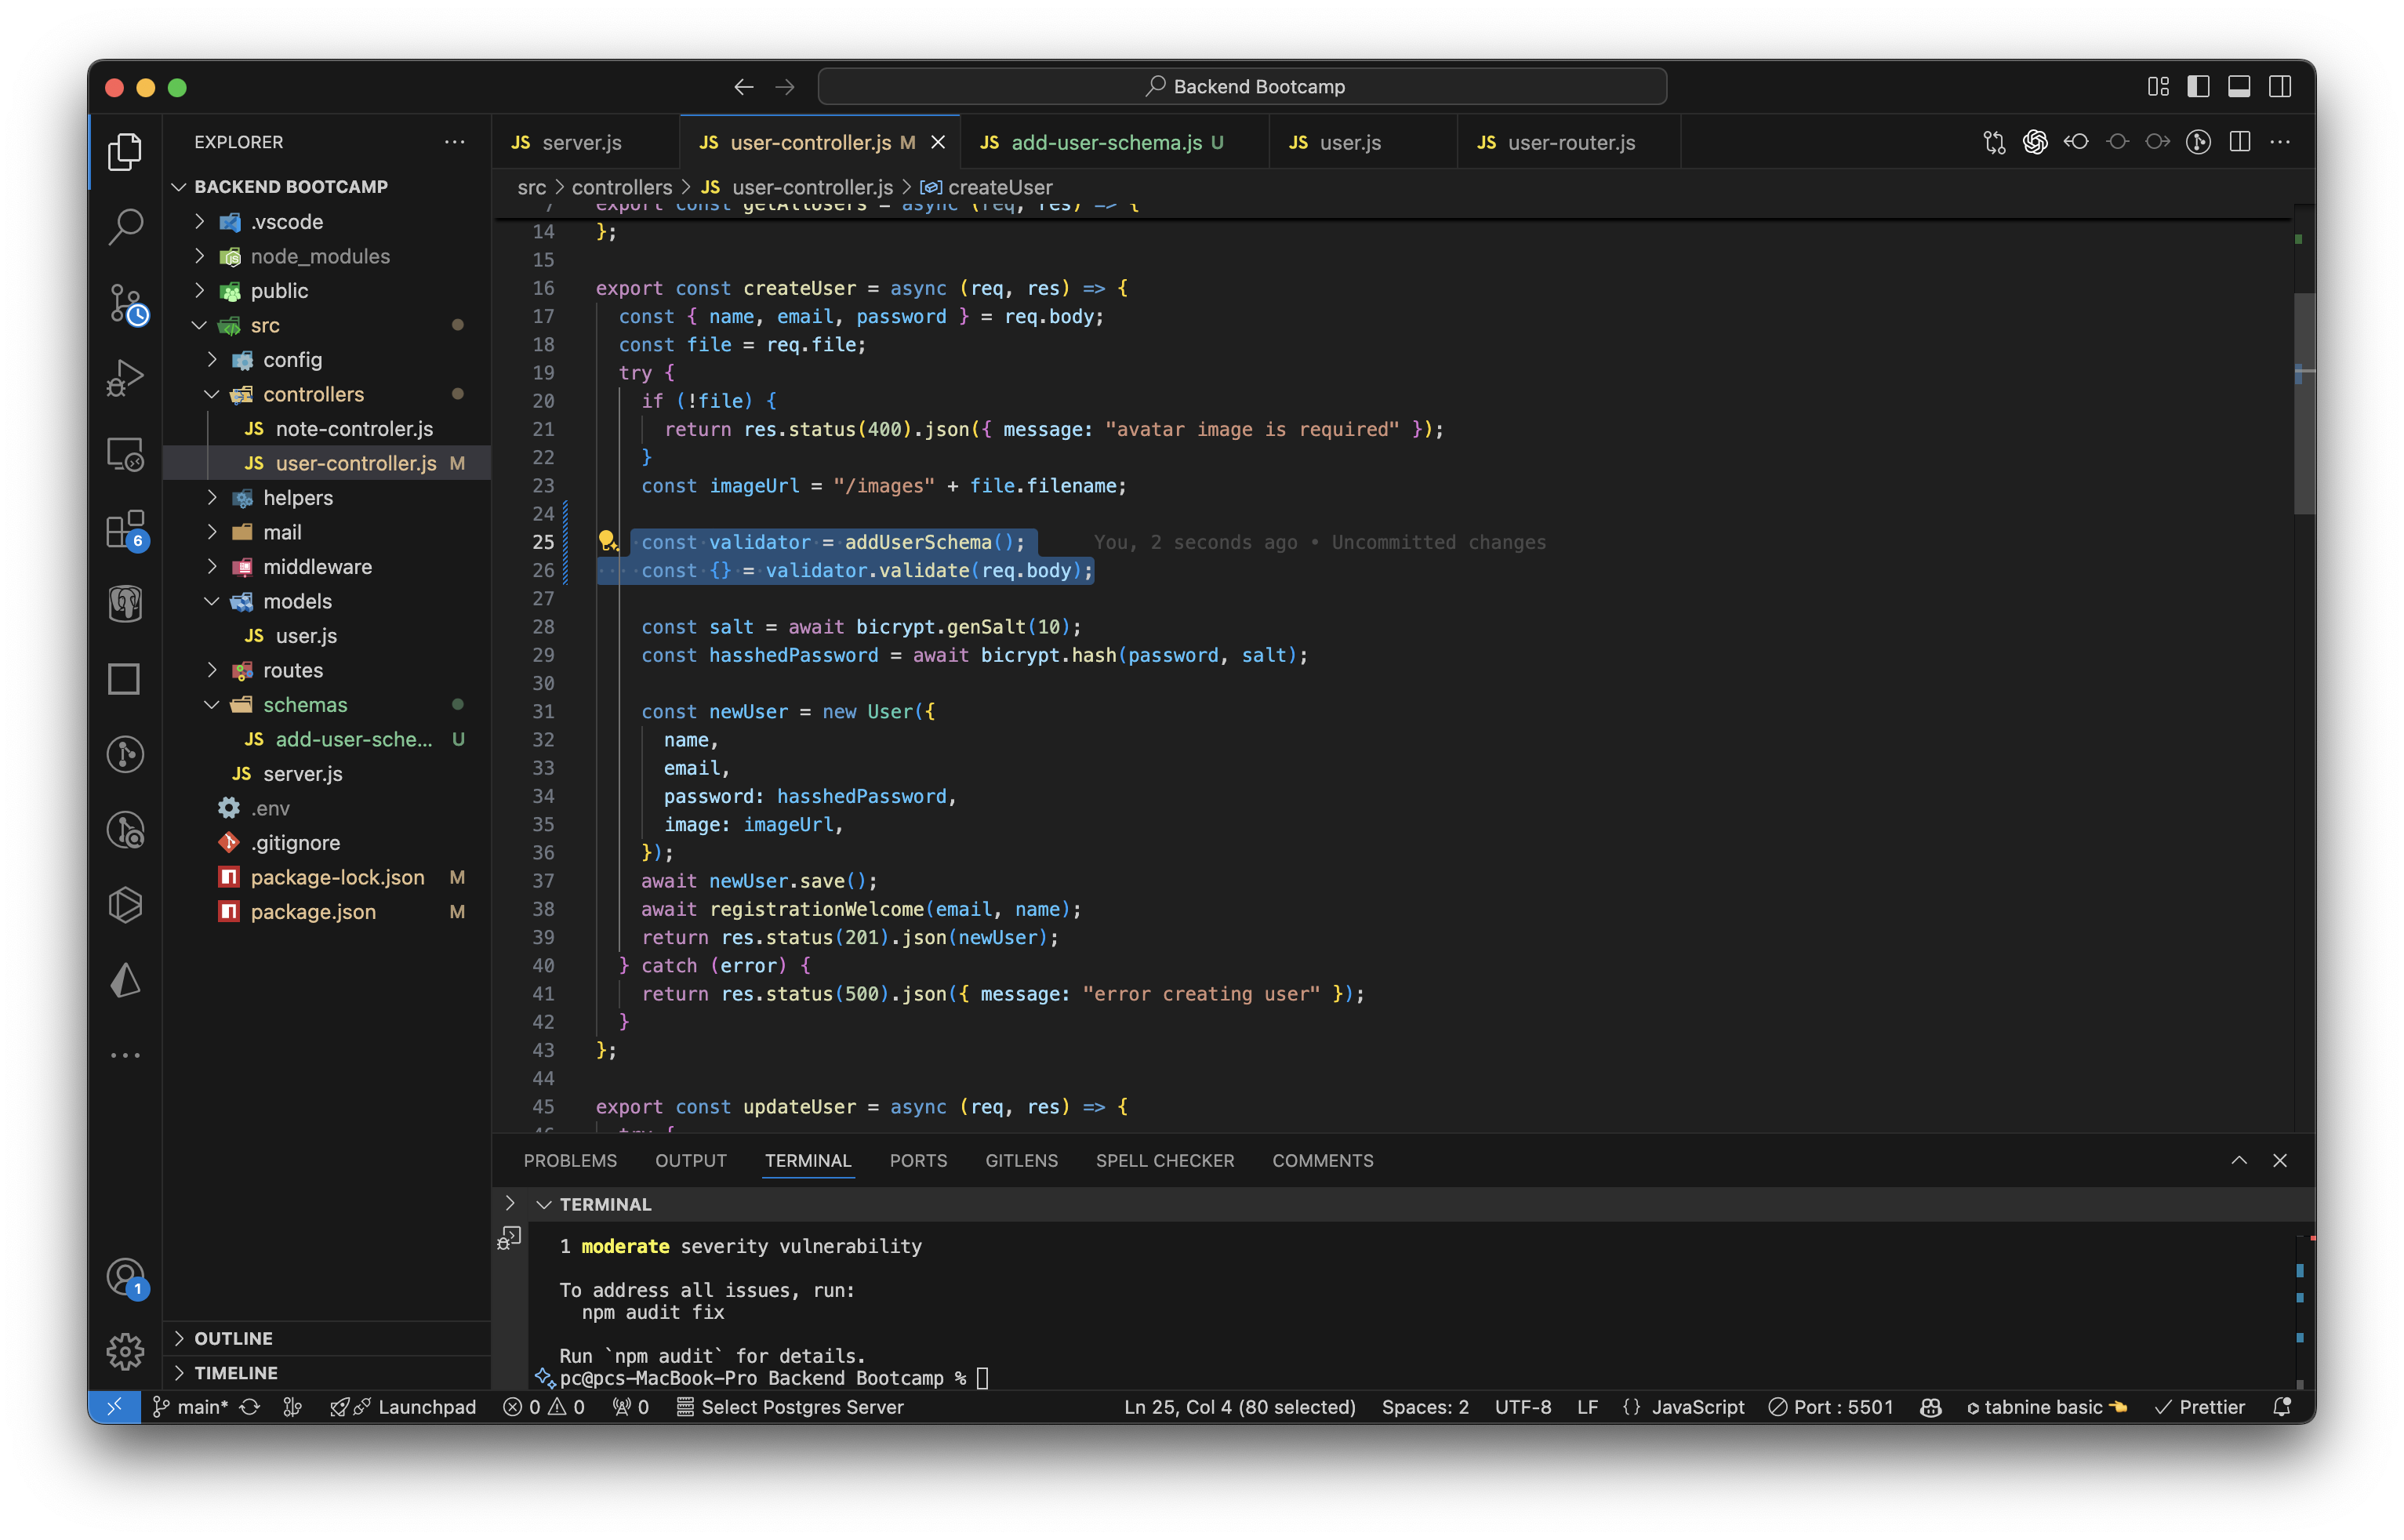 Backend Bootcamp
EXPLORER
JS server.js
JS user-controller.js M
JS add-user-schema.js U
JS user.js
JS user-router.js
src > controllers > JS user-controller.js > createUser
BACKEND BOOTCAMP
.vscode
node_modules
public
src
config
controllers
JS note-controler.js
JS user-controller.js M
helpers
mail
middleware
models
JS user.js
routes
schemas
JS add-user-sche... U
JS server.js
.env
.gitignore
package-lock.json M
package.json M
OUTLINE
TIMELINE
6
1
7 export const getAllUsers = async (req, res) => {
14 };
15
16 export const createUser = async (req, res) => {
17 const { name, email, password } = req.body;
18 const file = req.file;
19 try {
20 if (!file) {
21 return res.status(400).json({ message: "avatar image is required" });
22 }
23 const imageUrl = "/images" + file.filename;
24
25 const validator = addUserSchema(); You, 2 seconds ago • Uncommitted changes
26 const {} = validator.validate(req.body);
27
28 const salt = await bicrypt.genSalt(10);
29 const hasshedPassword = await bicrypt.hash(password, salt);
30
31 const newUser = new User({
32 name,
33 email,
34 password: hasshedPassword,
35 image: imageUrl,
36 });
37 await newUser.save();
38 await registrationWelcome(email, name);
39 return res.status(201).json(newUser);
40 } catch (error) {
41 return res.status(500).json({ message: "error creating user" });
42 }
43 };
44
45 export const updateUser = async (req, res) => {
46 try {
PROBLEMS OUTPUT TERMINAL PORTS GITLENS SPELL CHECKER COMMENTS
TERMINAL
1 moderate severity vulnerability
To address all issues, run:
npm audit fix
Run `npm audit` for details.
pc@pcs-MacBook-Pro Backend Bootcamp %
main* Launchpad 0 0 0 Select Postgres Server Ln 25, Col 4 (80 selected) Spaces: 2 UTF-8 LF {} JavaScript Port : 5501 tabnine basic Prettier